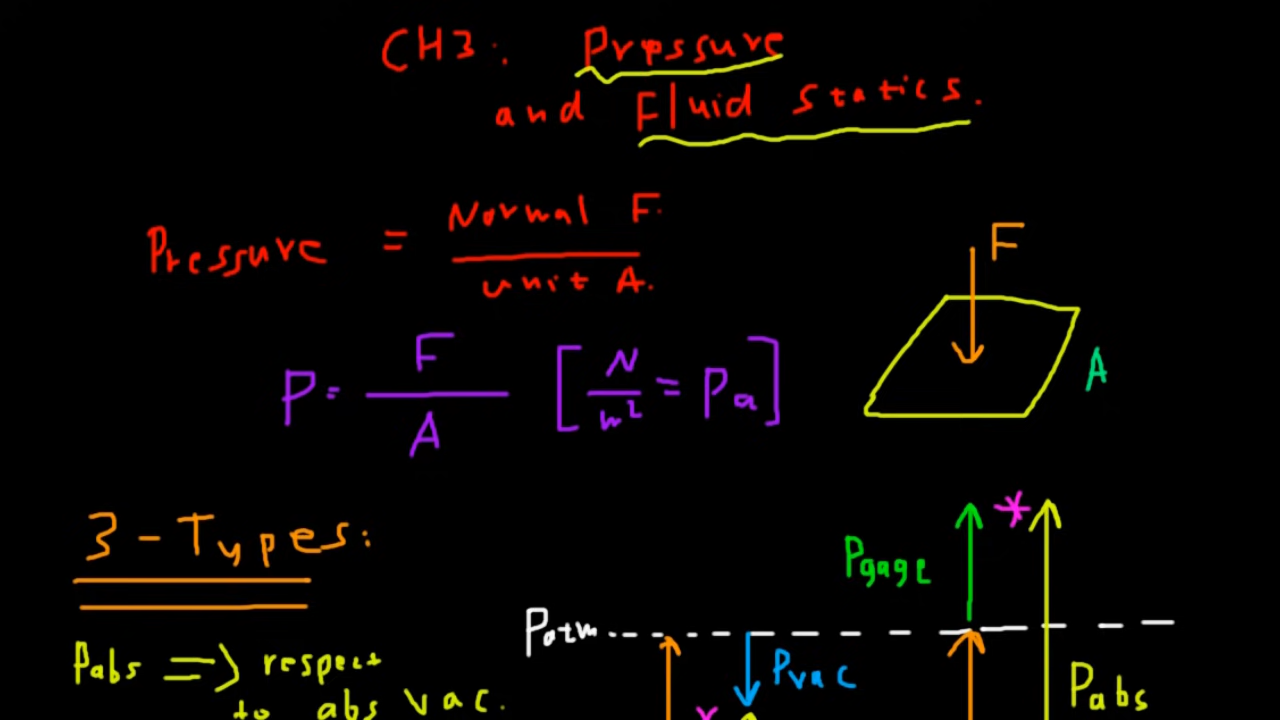 CH3: Pressure
and Fluid statics.
Pressure = Normal F. / unit A.
F
P = F / A [N/m² = Pa]
A
3-Types:
*
Pgage
Patm
Pabs => respect
to abs vac.
Pvac
Pabs